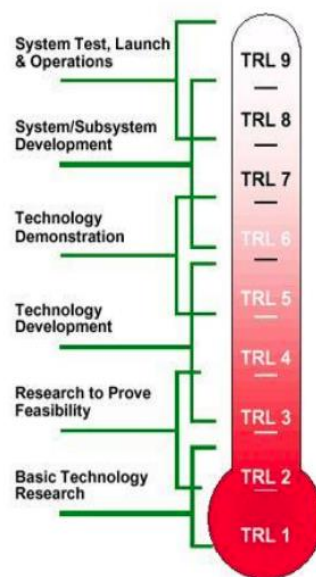 System Test, Launch
& Operations
System/Subsystem
Development
Technology
Demonstration
Technology
Development
Research to Prove
Feasibility
Basic Technology
Research
TRL 9
TRL 8
TRL 7
TRL 6
TRL 5
TRL 4
TRL 3
TRL 2
TRL 1